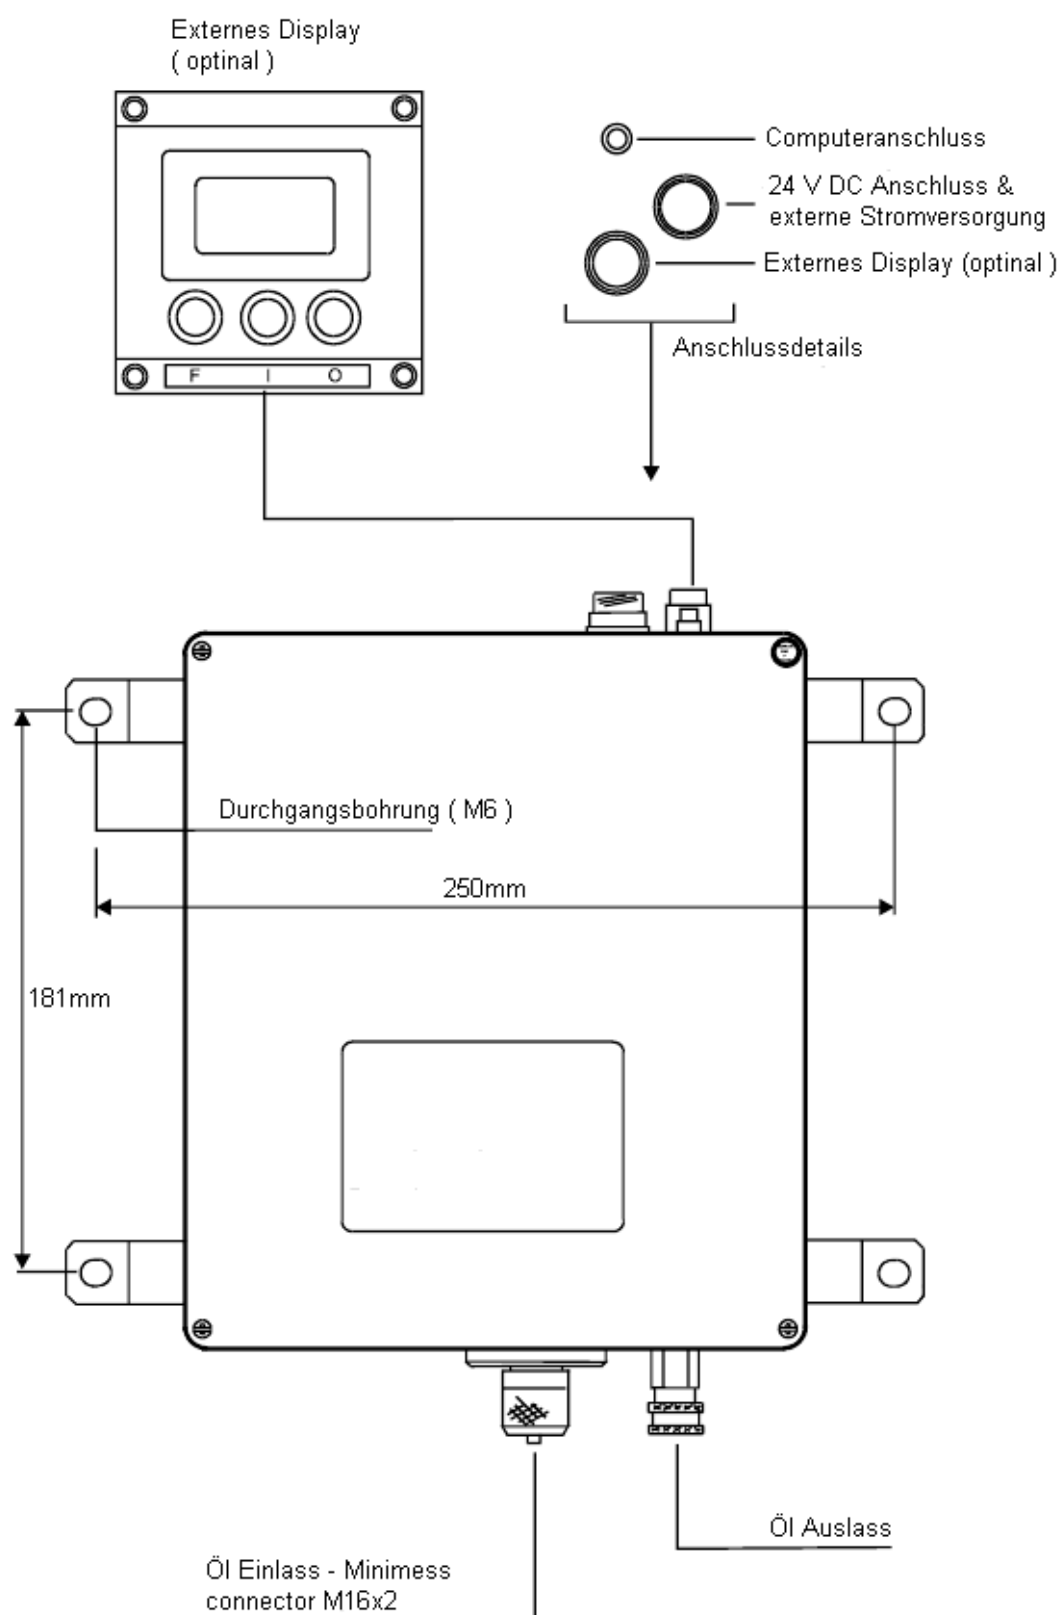 Externes Display
( optinal )
Computeranschluss
24 V DC Anschluss &
externe Stromversorgung
Externes Display (optinal )
Anschlussdetails
F I O
Durchgangsbohrung ( M6 )
250mm
181mm
Öl Auslass
Öl Einlass - Minimess
connector M16x2